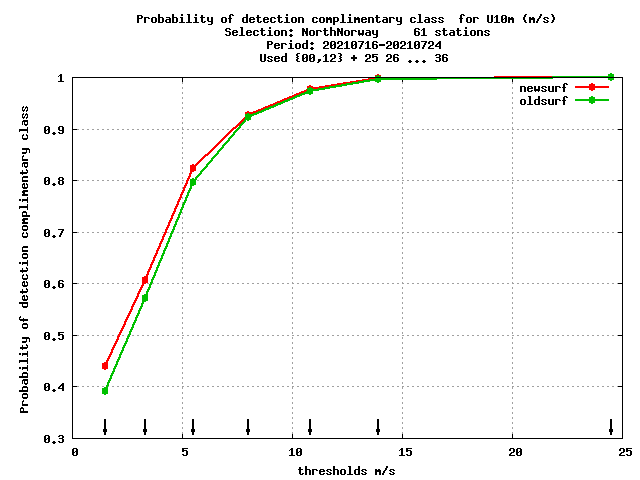 Probability of detection complimentary class  for U10m (m/s)
Selection: NorthNorway     61 stations
Period: 20210716-20210724
Used {00,12} + 25 26 ... 36
Probability of detection complimentary class
1
0.9
0.8
0.7
0.6
0.5
0.4
0.3
newsurf
oldsurf
0
5
10
15
20
25
thresholds m/s